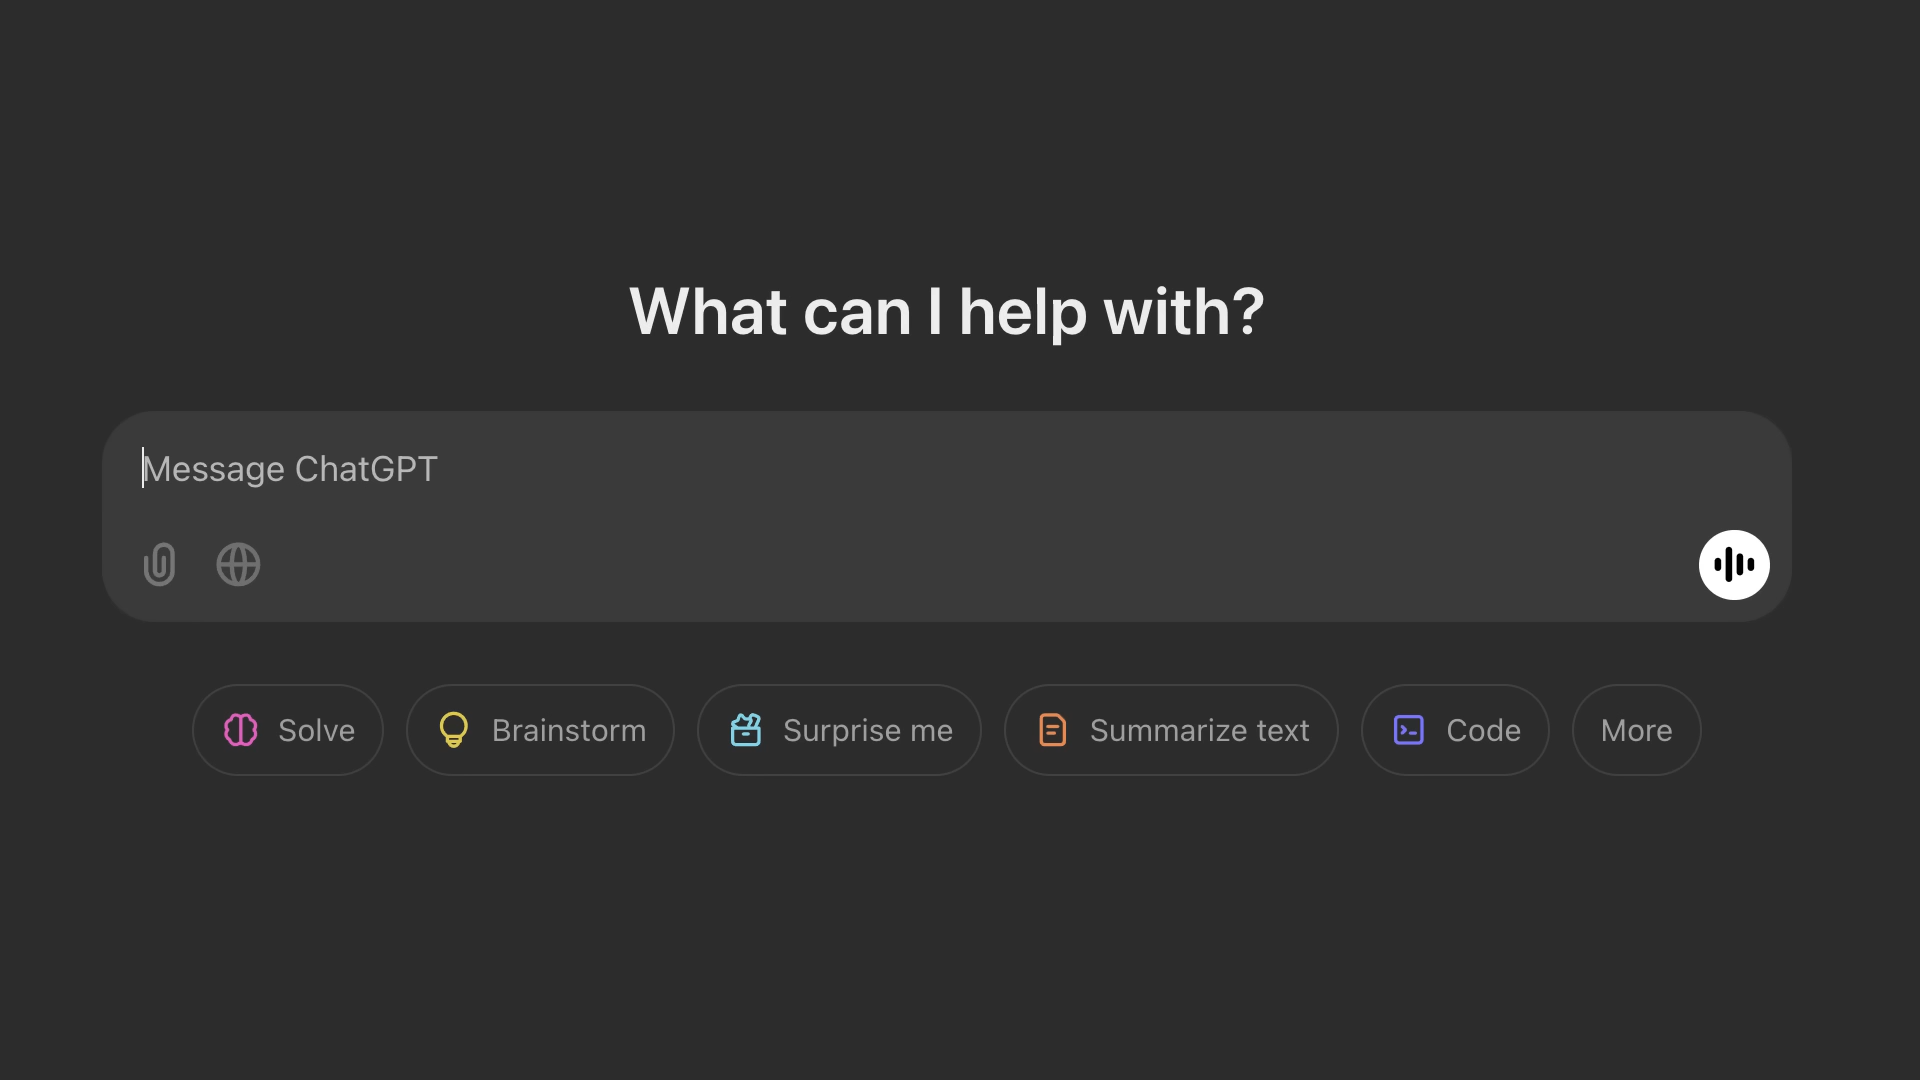 What can I help with?
Message ChatGPT
Solve
Brainstorm
Surprise me
Summarize text
Code
More